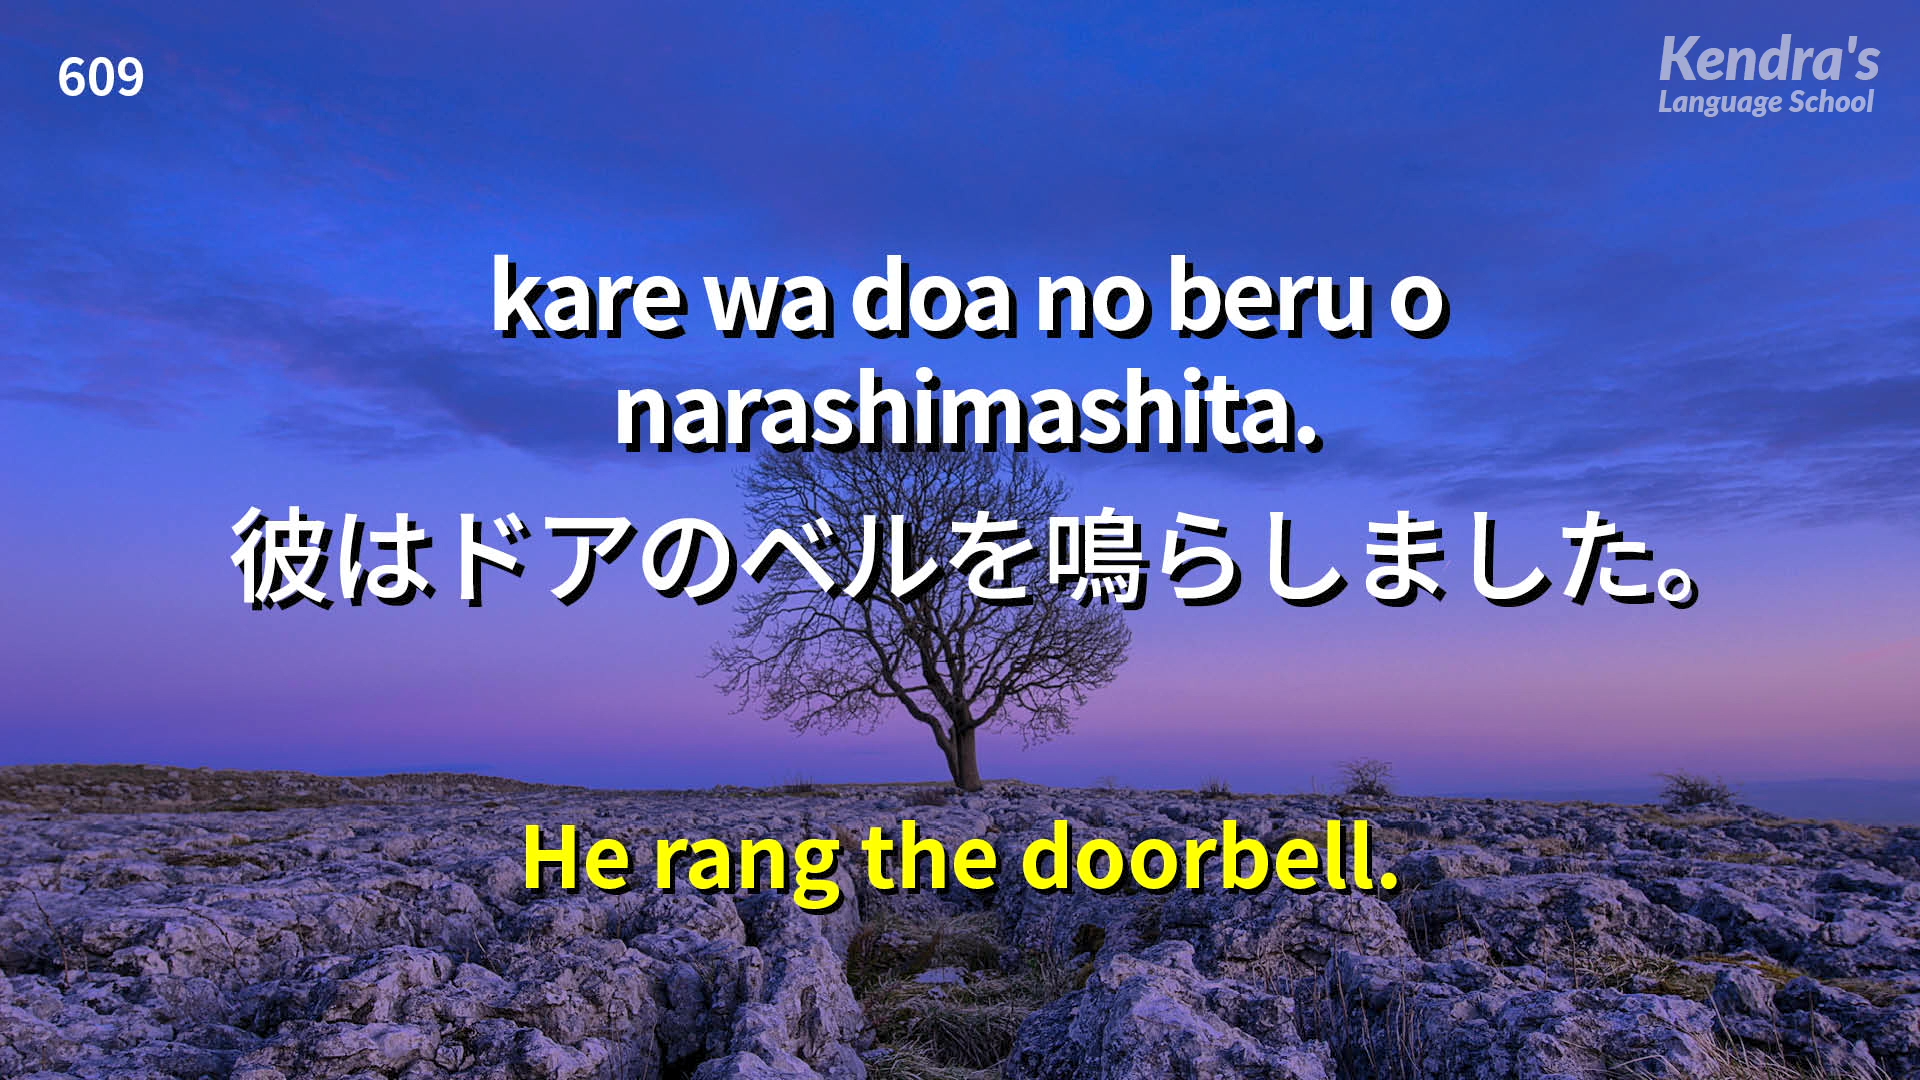 609
Kendra's
Language School
kare wa doa no beru o
narashimashita.
彼はドアのベルを鳴らしました。
He rang the doorbell.